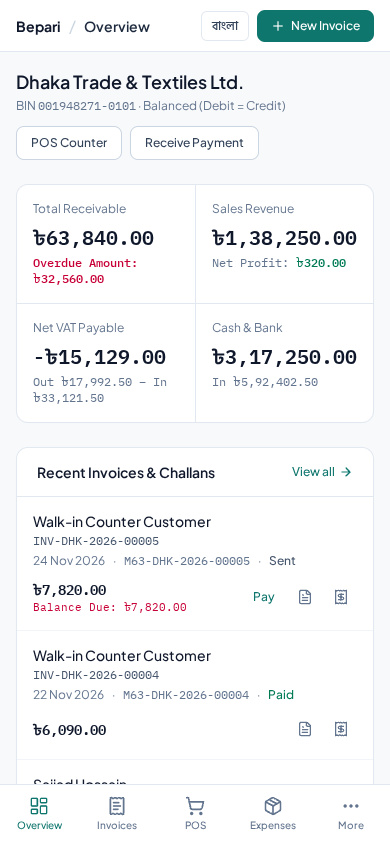 Bepari / Overview
বাংলা
New Invoice
Dhaka Trade & Textiles Ltd.
BIN 001948271-0101 · Balanced (Debit = Credit)
POS Counter
Receive Payment
Total Receivable
৳63,840.00
Overdue Amount:
৳32,560.00
Sales Revenue
৳1,38,250.00
Net Profit: ৳320.00
Net VAT Payable
-৳15,129.00
Out ৳17,992.50 − In
৳33,121.50
Cash & Bank
৳3,17,250.00
In ৳5,92,402.50
Recent Invoices & Challans
View all →
Walk-in Counter Customer
INV-DHK-2026-00005
24 Nov 2026 · M63-DHK-2026-00005 · Sent
৳7,820.00
Balance Due: ৳7,820.00
Pay
Walk-in Counter Customer
INV-DHK-2026-00004
22 Nov 2026 · M63-DHK-2026-00004 · Paid
৳6,090.00
Overview
Invoices
POS
Expenses
More